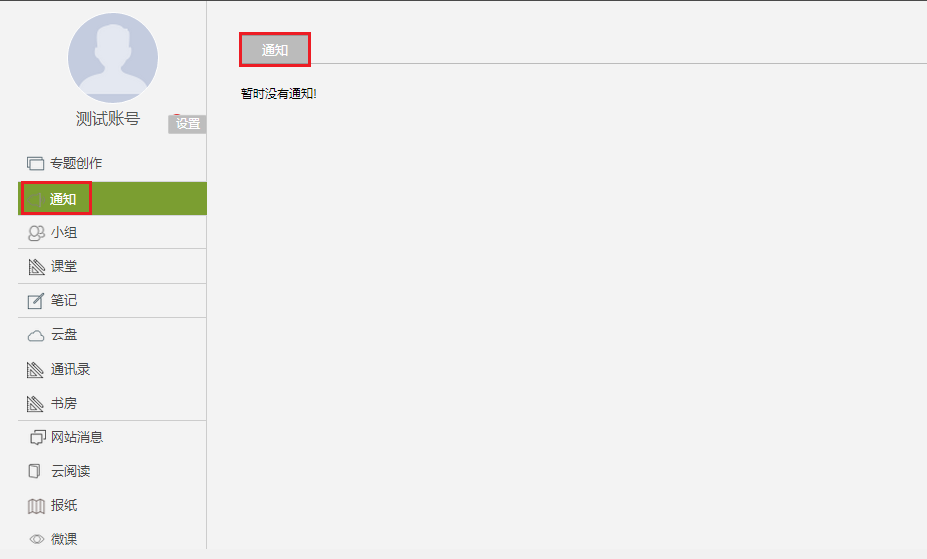 测试账号
设置
专题创作
通知
小组
课堂
笔记
云盘
通讯录
书房
网站消息
云阅读
报纸
微课
通知
暂时没有通知!